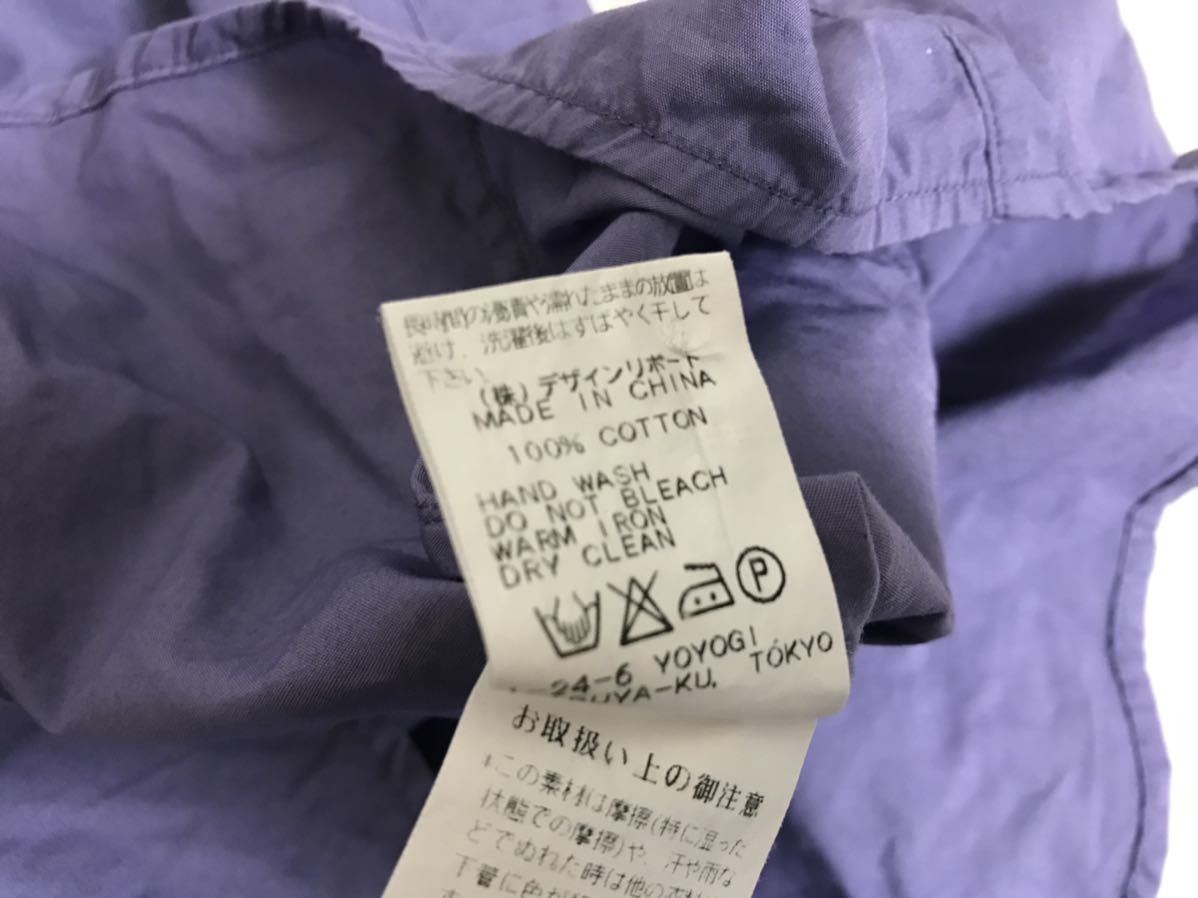 長時間の浸漬や濡れたままの放置は
避け、洗濯後はすばやく干して
下さい。
(株)デザインリポート
MADE IN CHINA
100% COTTON
HAND WASH
DO NOT BLEACH
WARM IRON
DRY CLEAN
P
24-6 YOYOGI
UYA-KU. TOKYO
お取扱い上の御注意
*この素材は摩擦(特に湿った
状態での摩擦)や、汗や雨な
どでぬれた時は他の
下着に色が